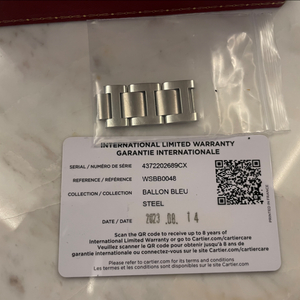 INTERNATIONAL LIMITED WARRANTY
GARANTIE INTERNATIONALE
SERIAL / NUMÉRO DE SÉRIE 4372202689CX
REFERENCE / RÉFÉRENCE WSBB0048
COLLECTION / COLLECTION BALLON BLEU
STEEL
2023 .08. 14
Scan the QR code to receive up to 8 years of
International Limited Warranty or go to Cartier.com/cartiercare
Veuillez scanner le QR code pour obtenir jusqu'à 8 ans de
garantie internationale ou connectez-vous sur Cartier.com/cartiercare